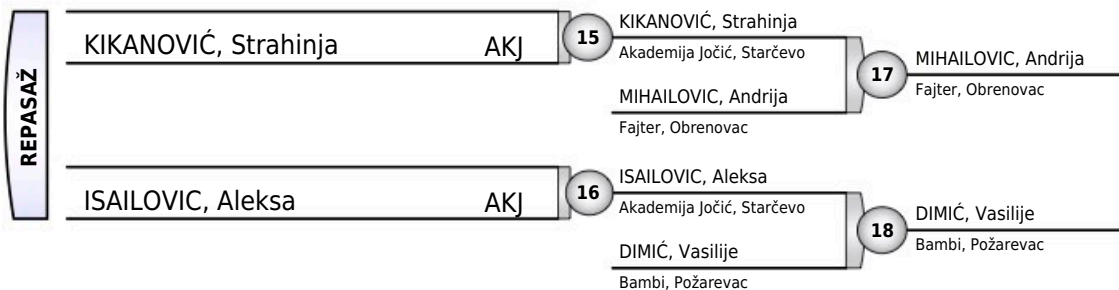 REPASAŽ
KIKANOVIĆ, Strahinja AKJ
15
KIKANOVIĆ, Strahinja
Akademija Jočić, Starčevo
MIHAILOVIC, Andrija
Fajter, Obrenovac
17
MIHAILOVIC, Andrija
Fajter, Obrenovac
ISAILOVIC, Aleksa AKJ
16
ISAILOVIC, Aleksa
Akademija Jočić, Starčevo
DIMIĆ, Vasilije
Bambi, Požarevac
18
DIMIĆ, Vasilije
Bambi, Požarevac